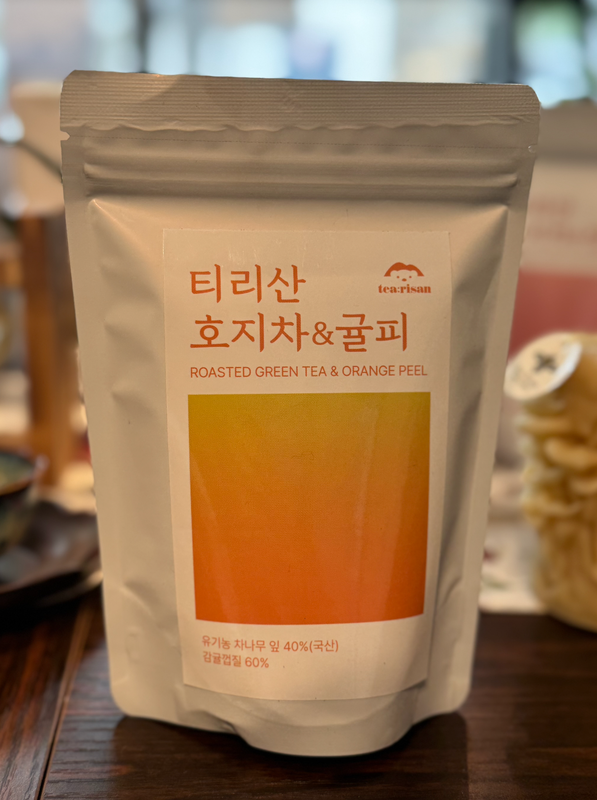 티리산
tea:risan
호지차&귤피
ROASTED GREEN TEA & ORANGE PEEL
유기농 차나무 잎 40%(국산)
감귤껍질 60%